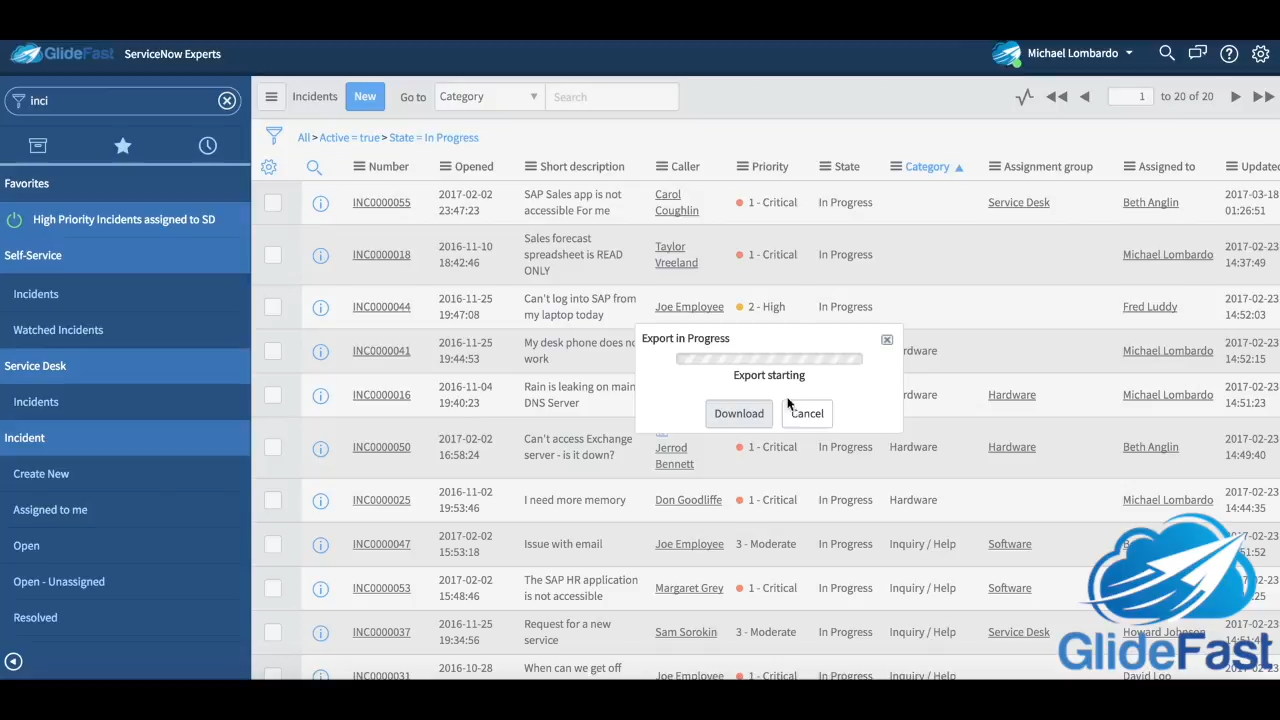 GlideFast ServiceNow Experts
Michael Lombardo
inci
Favorites
High Priority Incidents assigned to SD
Self-Service
Incidents
Watched Incidents
Service Desk
Incidents
Incident
Create New
Assigned to me
Open
Open - Unassigned
Resolved
Incidents New Go to Category Search 1 to 20 of 20
All > Active = true > State = In Progress
Number Opened Short description Caller Priority State Category Assignment group Assigned to Updated
INC0000055 2017-02-02 23:47:23 SAP Sales app is not accessible For me Carol Coughlin 1 - Critical In Progress Service Desk Beth Anglin 2017-03-18 01:26:51
INC0000018 2016-11-10 18:42:46 Sales forecast spreadsheet is READ ONLY Taylor Vreeland 1 - Critical In Progress Michael Lombardo 2017-02-23 14:37:49
INC0000044 2016-11-25 19:47:08 Can't log into SAP from my laptop today Joe Employee 2 - High In Progress Fred Luddy 2017-02-23 14:52:03
INC0000041 2016-11-25 19:44:53 My desk phone does work rdware Michael Lombardo 2017-02-23 14:52:15
INC0000016 2016-11-04 19:40:23 Rain is leaking on main DNS Server Hardware Hardware Michael Lombardo 2017-02-23 14:51:23
INC0000050 2017-02-02 16:58:24 Can't access Exchange server - is it down? Jerrod Bennett 1 - Critical In Progress Hardware Hardware Beth Anglin 2017-02-23 14:49:40
INC0000025 2016-11-02 19:53:46 I need more memory Don Goodliffe 1 - Critical In Progress Hardware Michael Lombardo 2017-02-23 14:44:35
INC0000047 2017-02-02 15:53:18 Issue with email Joe Employee 3 - Moderate In Progress Inquiry / Help Software 2017-02-23 :51:52
INC0000053 2017-02-02 15:48:46 The SAP HR application is not accessible Margaret Grey 1 - Critical In Progress Inquiry / Help Software
INC0000037 2016-11-25 19:34:56 Request for a new service Sam Sorokin 3 - Moderate In Progress Inquiry / Help Service Desk Howard Johnson 2017-02-23
INC0000031 2016-10-28 When can we get off Joe Employee 1 - Critical In Progress Inquiry / Help David Loo 2017-02-23
Export in Progress
Export starting
Download Cancel
GlideFast